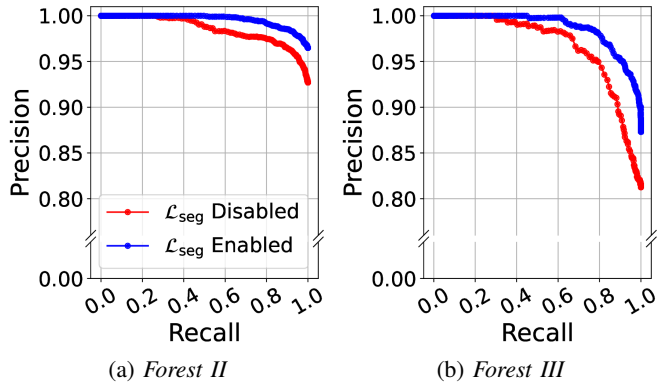 1.00
0.95
0.90
0.85
0.80
0.00
Precision
0.0 0.2 0.4 0.6 0.8 1.0
Recall
ℒseg Disabled
ℒseg Enabled
(a) Forest II
1.00
0.95
0.90
0.85
0.80
0.00
Precision
0.0 0.2 0.4 0.6 0.8 1.0
Recall
(b) Forest III